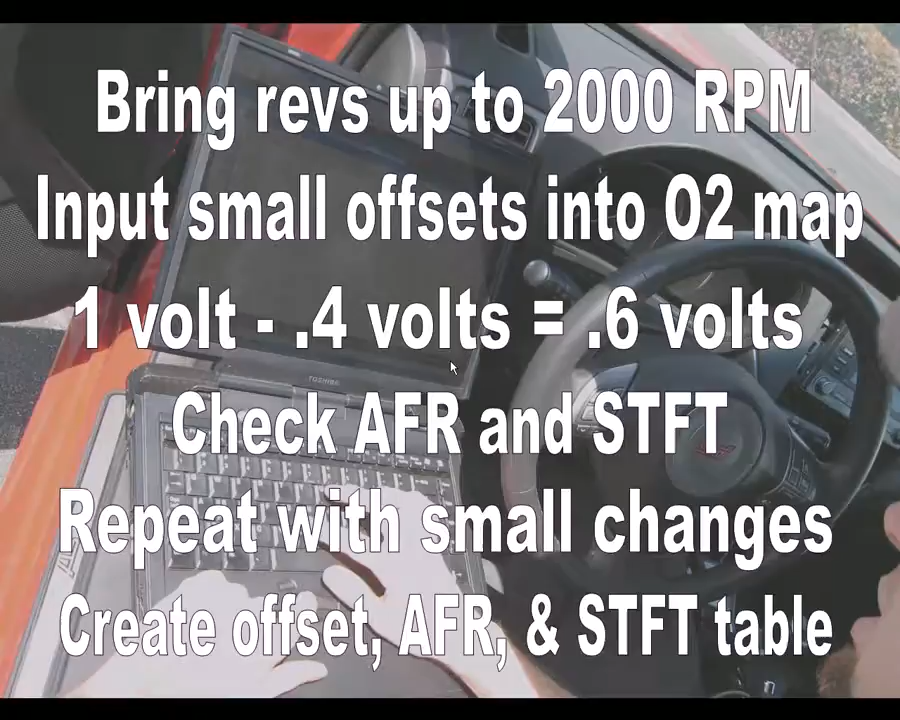 Bring revs up to 2000 RPM
Input small offsets into O2 map
1 volt - .4 volts = .6 volts
Check AFR and STFT
TOSHIBA
Repeat with small changes
Create offset, AFR, & STFT table